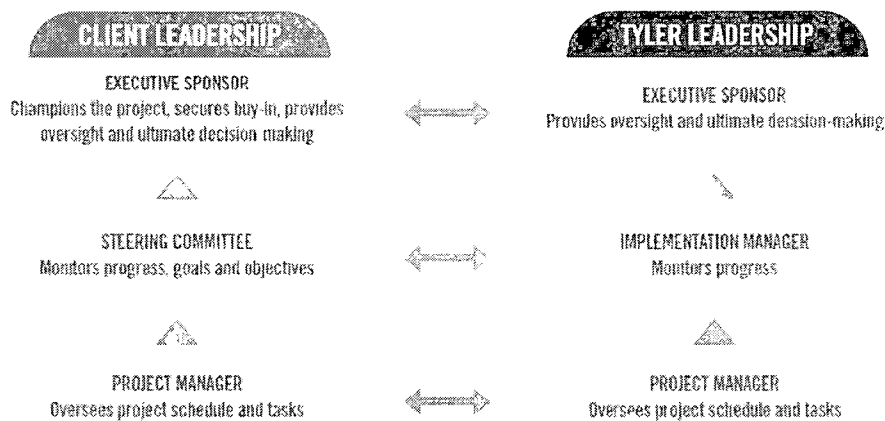 CLIENT LEADERSHIP
TYLER LEADERSHIP
EXECUTIVE SPONSOR
Champions the project, secures buy-in, provides
oversight and ultimate decision making
EXECUTIVE SPONSOR
Provides oversight and ultimate decision-making
STEERING COMMITTEE
Monitors progress, goals and objectives
IMPLEMENTATION MANAGER
Monitors progress
PROJECT MANAGER
Oversees project schedule and tasks
PROJECT MANAGER
Oversees project schedule and tasks